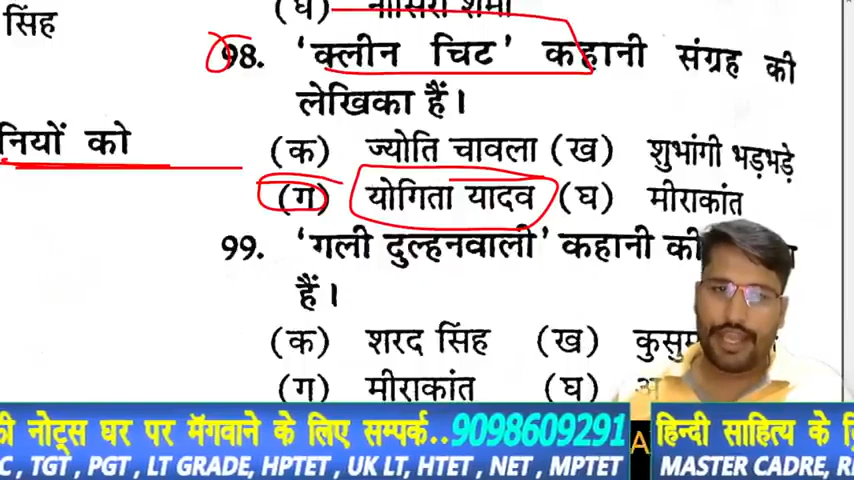 सिंह
नियों को
(घ) नासिरा शर्मा
98. 'क्लीन चिट' कहानी संग्रह की
लेखिका हैं।
(क) ज्योति चावला (ख) शुभांगी भड़भड़े
(ग) योगिता यादव (घ) मीराकांत
99. 'गली दुल्हनवाली' कहानी की
हैं।
(क) शरद सिंह (ख)
(ग) मीराकांत (घ)
की नोट्स घर पर मॅगवाने के लिए सम्पर्क..9098609291 हिन्दी साहित्य के
C, TGT, PGT, LT GRADE, HPTET, UK LT, HTET, NET, MPTET A MASTER CADRE,